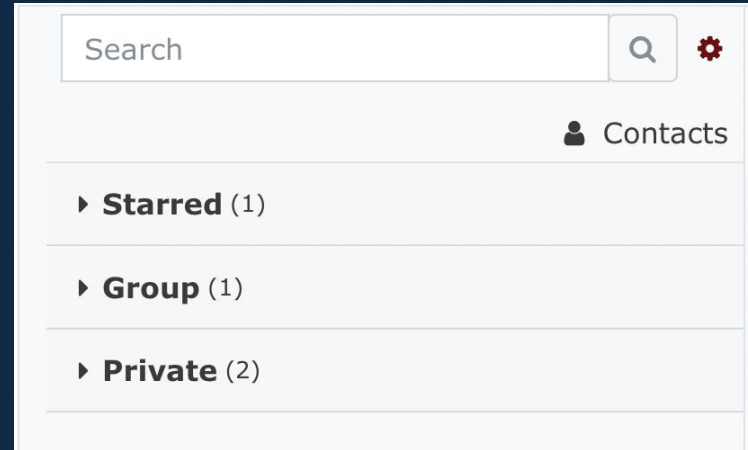 Search
Contacts
Starred (1)
Group (1)
Private (2)